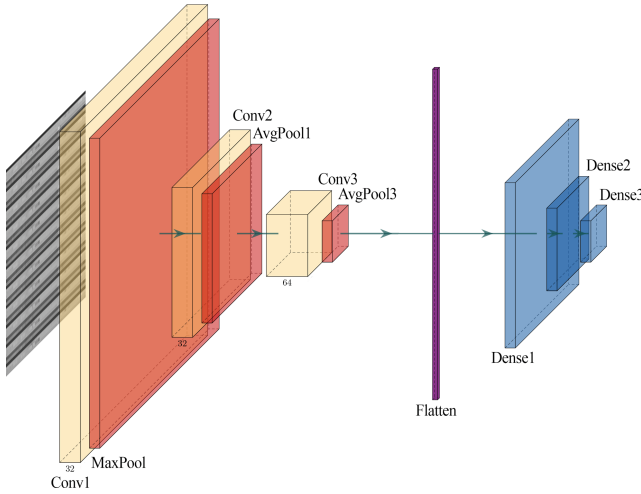 Conv1
32
MaxPool
Conv2
32
AvgPool1
Conv3
64
AvgPool3
Flatten
Dense1
Dense2
Dense3